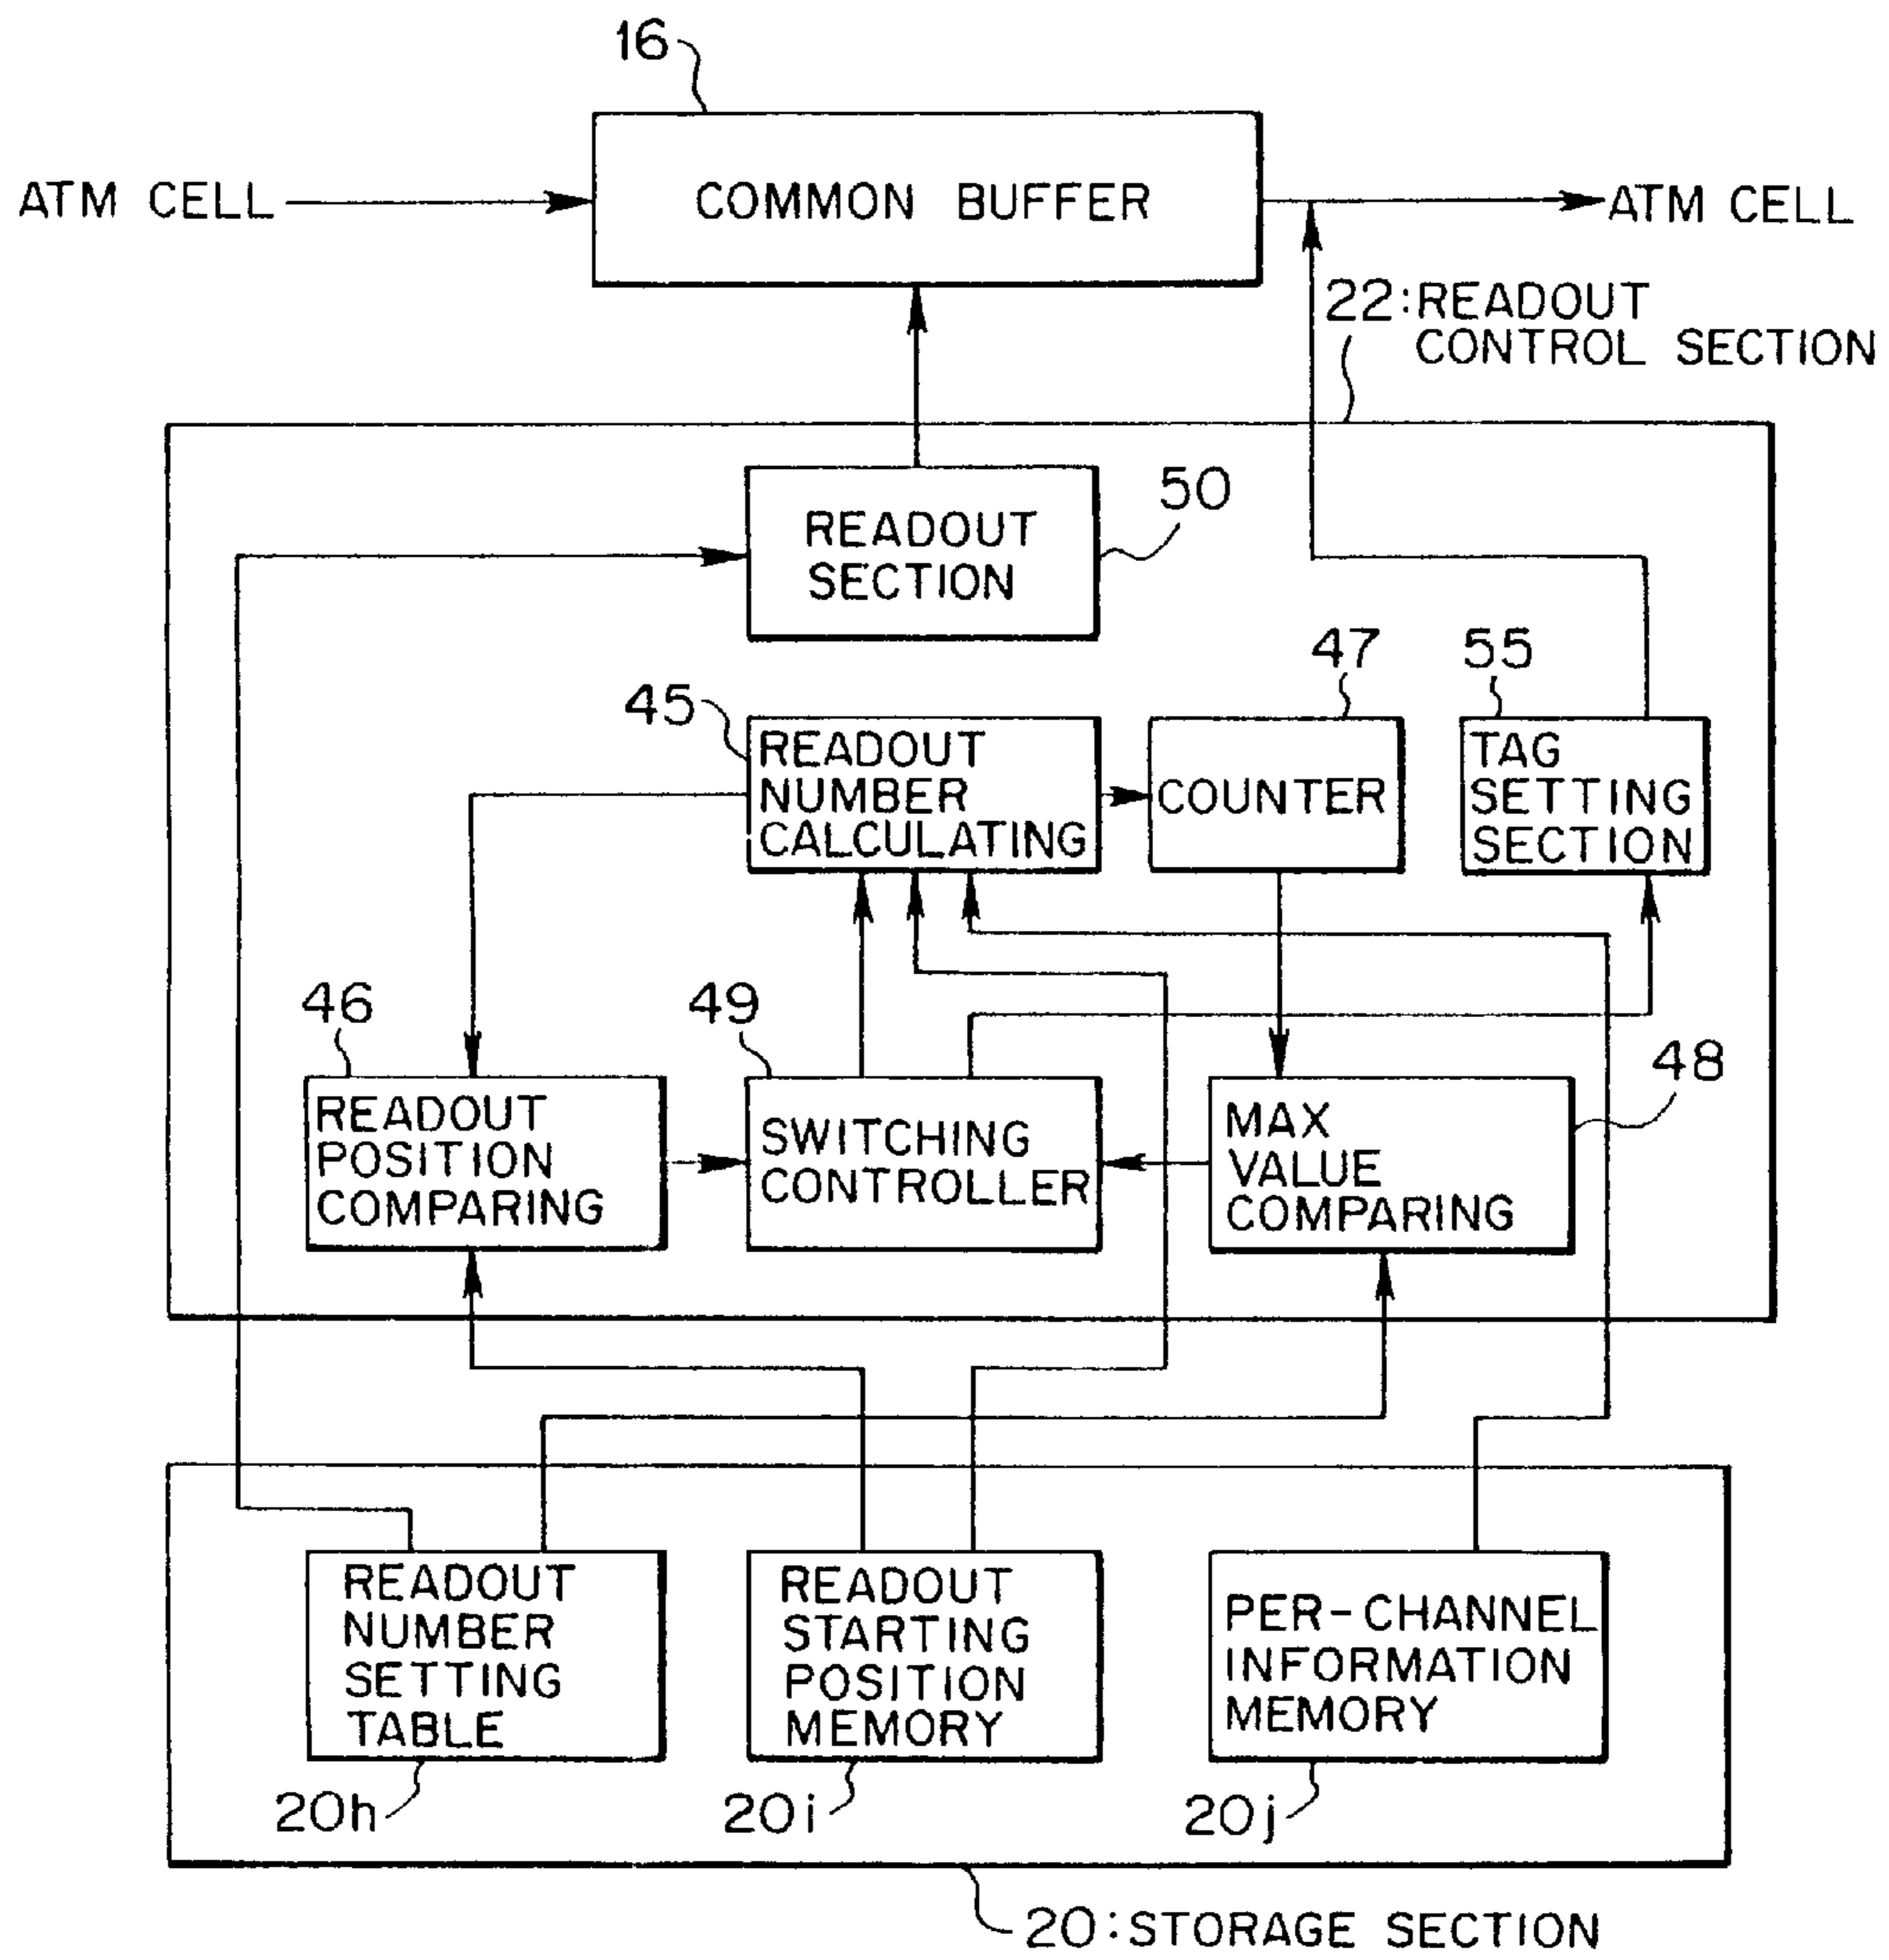 16
ATM CELL
COMMON BUFFER
ATM CELL
22:READOUT
CONTROL SECTION
50
READOUT
SECTION
47
55
45
READOUT
NUMBER
CALCULATING
COUNTER
TAG
SETTING
SECTION
46
49
48
READOUT
POSITION
COMPARING
SWITCHING
CONTROLLER
MAX
VALUE
COMPARING
READOUT
NUMBER
SETTING
TABLE
READOUT
STARTING
POSITION
MEMORY
PER-CHANNEL
INFORMATION
MEMORY
20h
20i
20j
20:STORAGE SECTION